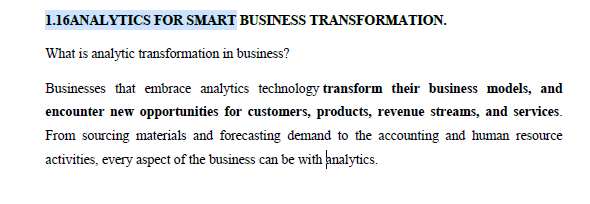 1.16ANALYTICS FOR SMART BUSINESS TRANSFORMATION.
What is analytic transformation in business?
Businesses that embrace analytics technology transform their business models, and
encounter new opportunities for customers, products, revenue streams, and services.
From sourcing materials and forecasting demand to the accounting and human resource
activities, every aspect of the business can be with analytics.